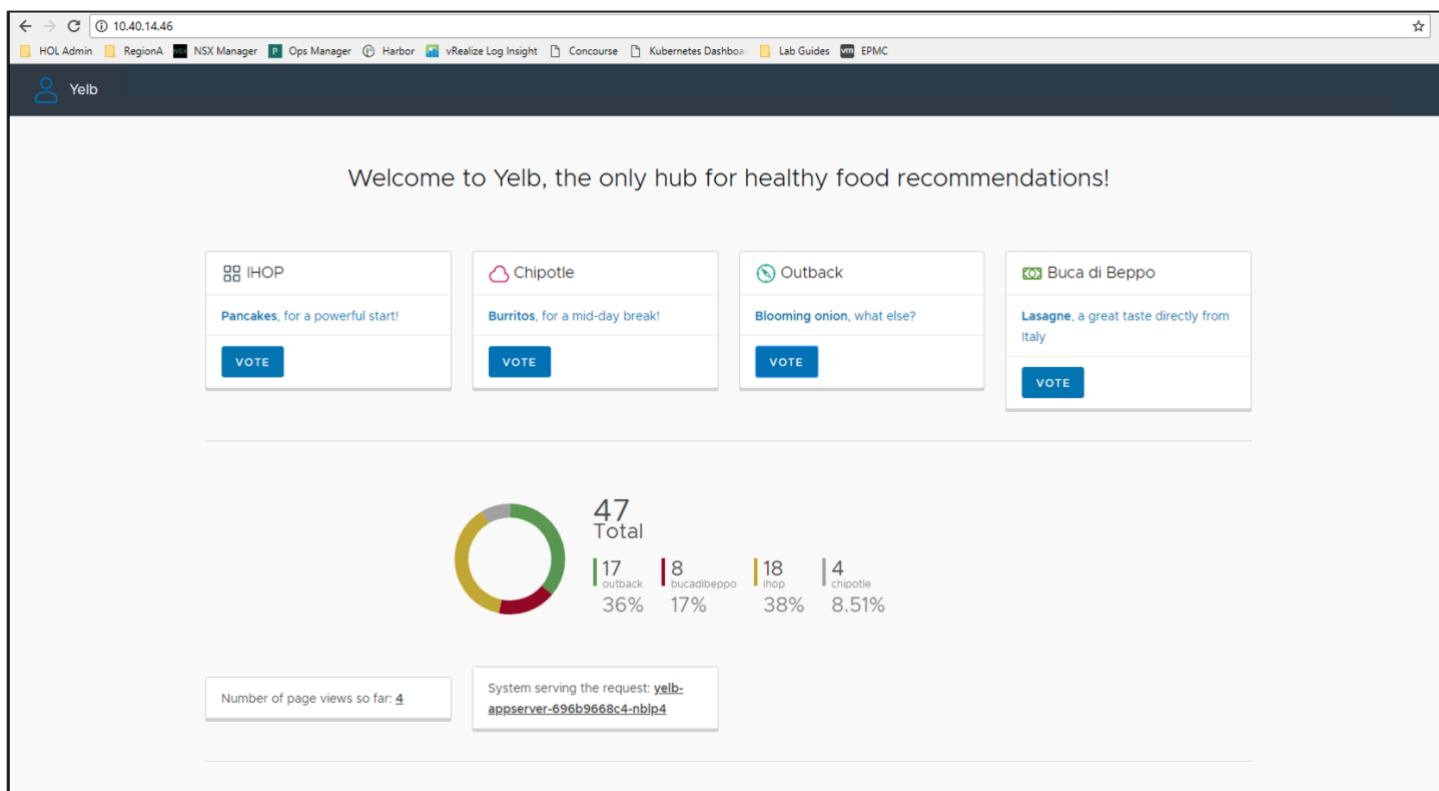 10.40.14.46
HOL Admin RegionA NSX Manager Ops Manager Harbor vRealize Log Insight Concourse Kubernetes Dashboa Lab Guides vm EPMC
Yelb
Welcome to Yelb, the only hub for healthy food recommendations!
IHOP
Pancakes, for a powerful start!
VOTE
Chipotle
Burritos, for a mid-day break!
VOTE
Outback
Blooming onion, what else?
VOTE
Buca di Beppo
Lasagne, a great taste directly from
Italy
VOTE
47
Total
17
outback
36%
8
bucadibeppo
17%
18
ihop
38%
4
chipotle
8.51%
Number of page views so far: 4
System serving the request: yelb-
appserver-696b9668c4-nblp4